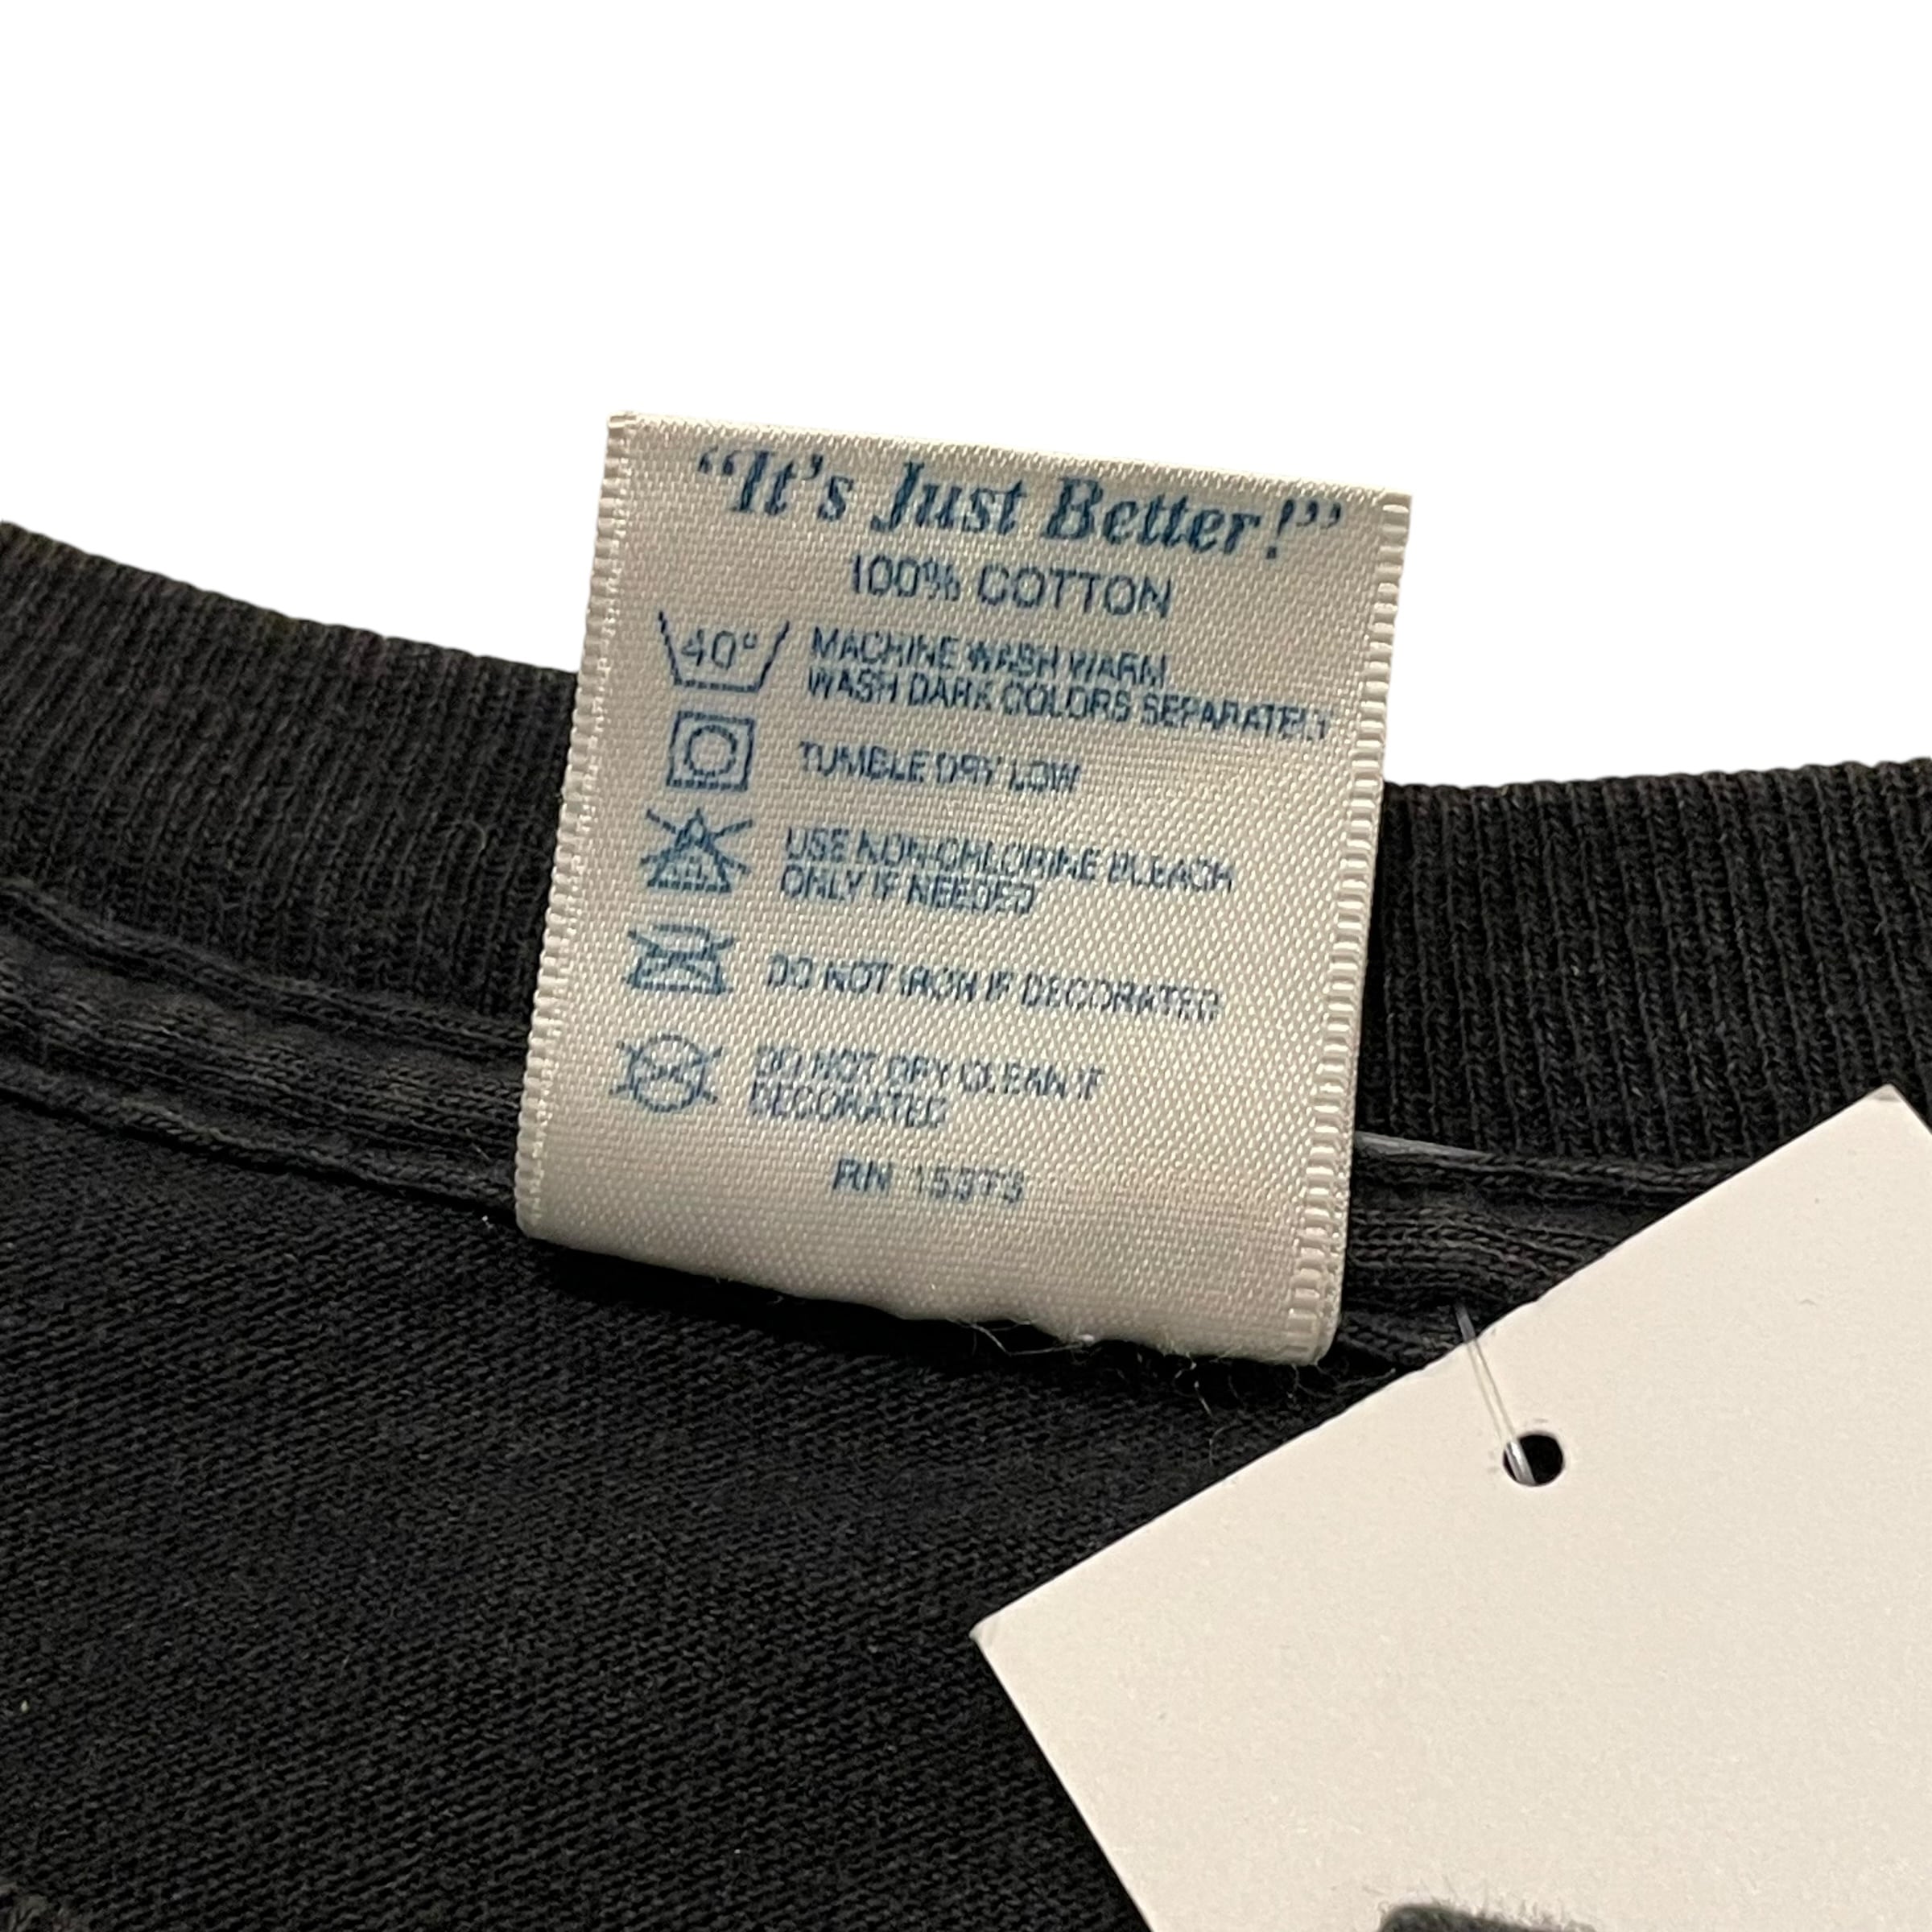 “It's Just Better!”
100% COTTON
40°
MACHINE WASH WARM
WASH DARK COLORS SEPARATELY
TUMBLE DRY LOW
USE NON-CHLORINE BLEACH
ONLY IF NEEDED
DO NOT IRON IF DECORATED
DO NOT DRY CLEAN IF
DECORATED
RN 15373